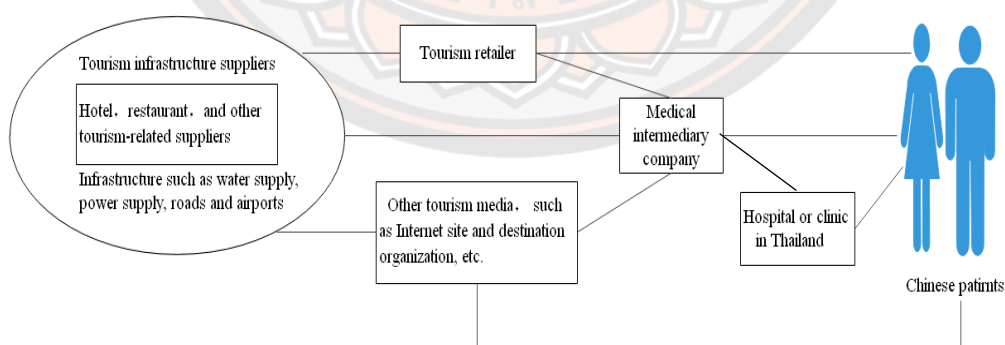 Tourism infrastructure suppliers
Hotel，restaurant，and other
tourism-related suppliers
Infrastructure such as water supply,
power supply, roads and airports
Tourism retailer
Medical
intermediary
company
Other tourism media， such
as Internet site and destination
organization, etc.
Hospital or clinic
in Thailand
Chinese patirnts